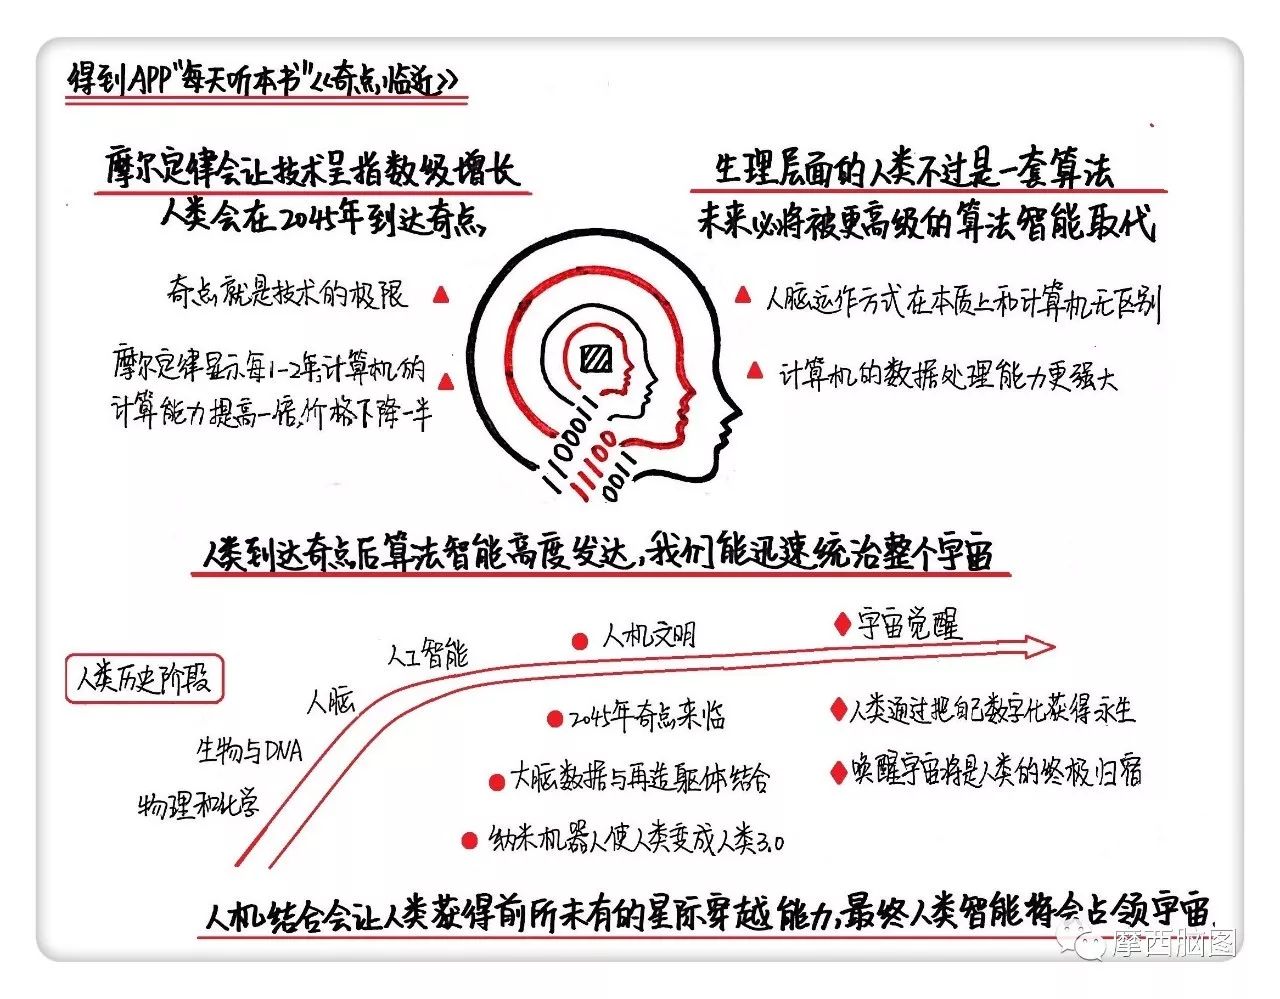 得到APP"每天听本书"《奇点临近》
摩尔定律会让技术呈指数级增长
人类会在2045年到达奇点
奇点就是技术的极限
摩尔定律显示每1-2年,计算机的
计算能力提高一倍,价格下降一半
生理层面的人类不过是一套算法
未来必将被更高级的算法智能取代
人脑运作方式在本质上和计算机无区别
计算机的数据处理能力更强大
1100011
11100
0011
人类到达奇点后算法智能高度发达,我们能迅速统治整个宇宙
人类历史阶段
物理和化学
生物与DNA
人脑
人工智能
人机文明
2045年奇点来临
大脑数据与再造躯体结合
纳米机器人使人类变成人类3.0
宇宙觉醒
人类通过把自己数字化获得永生
唤醒宇宙将是人类的终极归宿
人机结合会让人类获得前所未有的星际穿越能力,最终人类智能将会占领宇宙.
摩西脑图